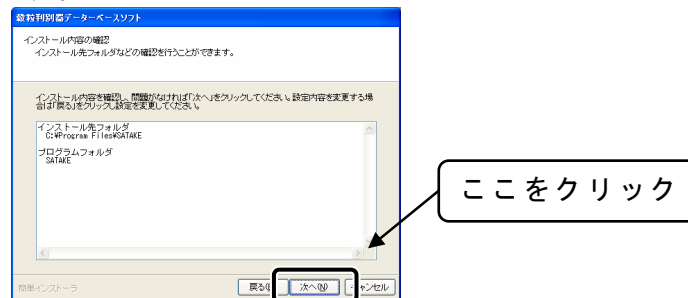 穀粒判別器データーベースソフト
インストール内容の確認
インストール先フォルダなどの確認を行うことができます。
インストール内容を確認し、問題がなければ「次へ」をクリックしてください。設定内容を変更する場
合は「戻る」をクリックし設定を変更してください。
インストール先フォルダ
C:¥Program Files¥SATAKE
プログラムフォルダ
SATAKE
ここをクリック
簡単インストーラ
戻る 次へ(N) キャンセル